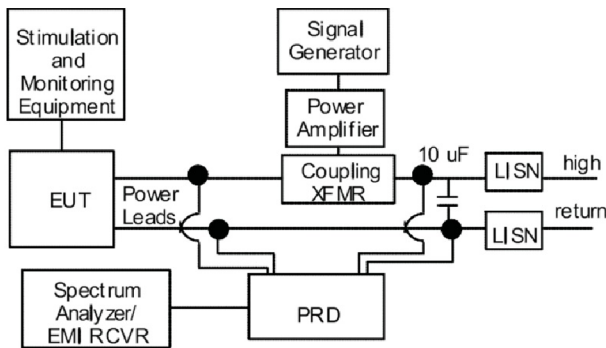 Stimulation
and
Monitoring
Equipment
Signal
Generator
Power
Amplifier
Coupling
XFMR
10 uF
LISN
high
EUT
Power
Leads
return
LISN
Spectrum
Analyzer/
EMI RCVR
PRD